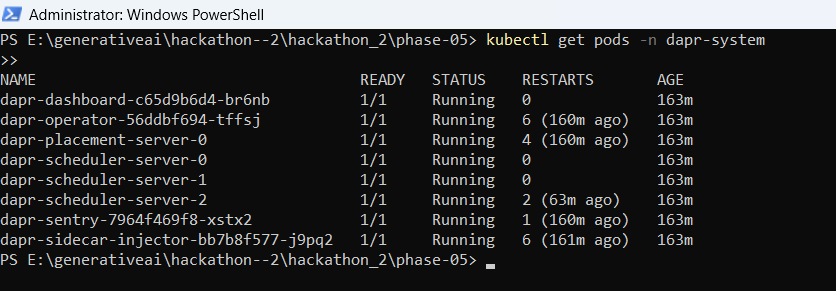 Administrator: Windows PowerShell
PS E:\generativeai\hackathon--2\hackathon_2\phase-05> kubectl get pods -n dapr-system
>>
NAME READY STATUS RESTARTS AGE
dapr-dashboard-c65d9b6d4-br6nb 1/1 Running 0 163m
dapr-operator-56ddbf694-tffsj 1/1 Running 6 (160m ago) 163m
dapr-placement-server-0 1/1 Running 4 (160m ago) 163m
dapr-scheduler-server-0 1/1 Running 0 163m
dapr-scheduler-server-1 1/1 Running 0 163m
dapr-scheduler-server-2 1/1 Running 2 (63m ago) 163m
dapr-sentry-7964f469f8-xstx2 1/1 Running 1 (160m ago) 163m
dapr-sidecar-injector-bb7b8f577-j9pq2 1/1 Running 6 (161m ago) 163m
PS E:\generativeai\hackathon--2\hackathon_2\phase-05>